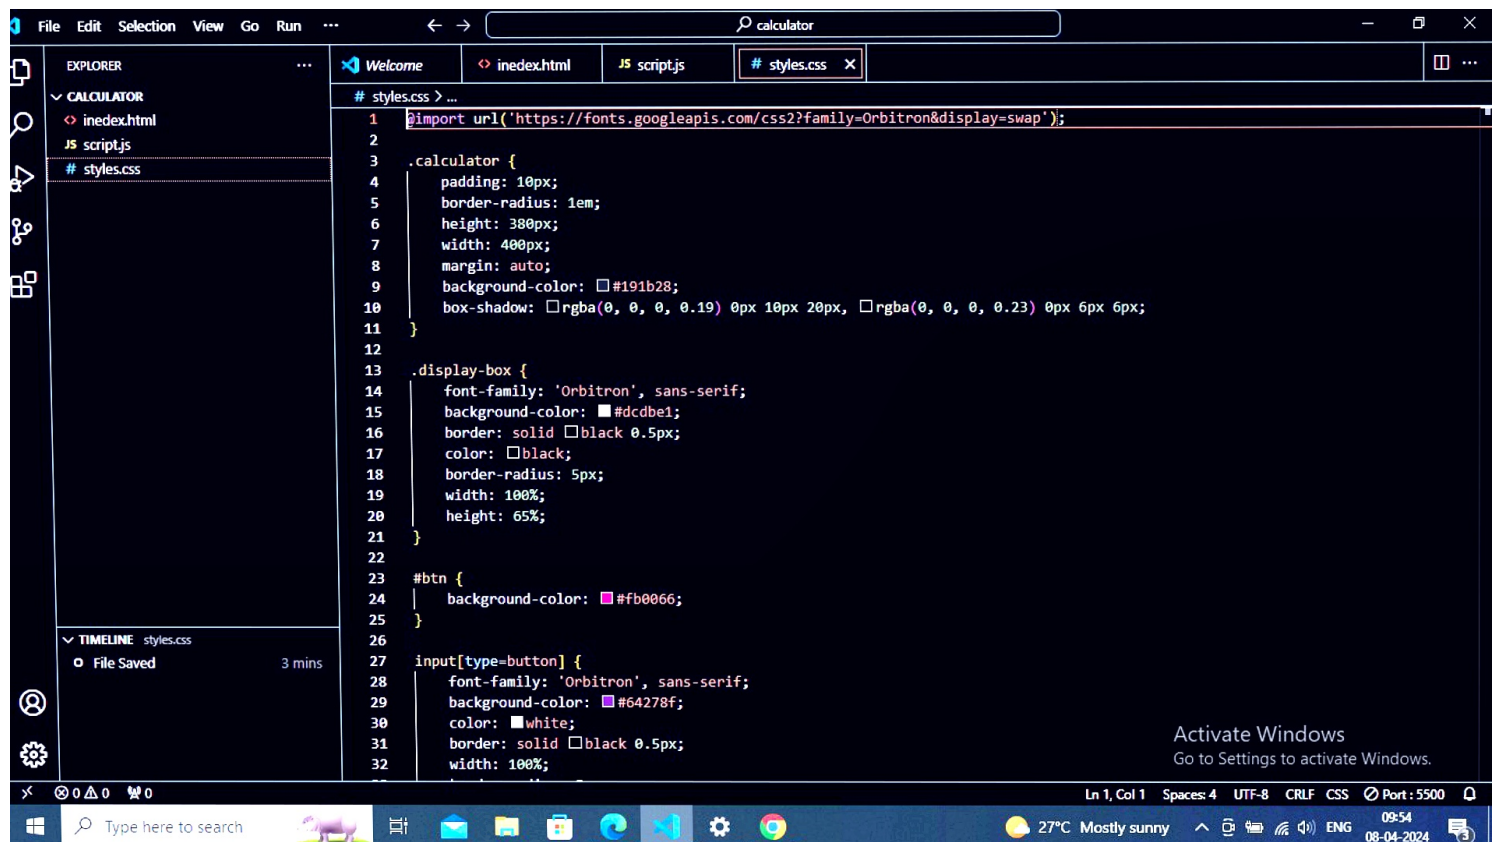 File Edit Selection View Go Run ··· calculator
EXPLORER ···
CALCULATOR
<> inedex.html
JS script.js
# styles.css
TIMELINE styles.css
File Saved 3 mins
Welcome <> inedex.html JS script.js # styles.css
# styles.css > ...
1 @import url('https://fonts.googleapis.com/css2?family=Orbitron&display=swap');
2
3 .calculator {
4 padding: 10px;
5 border-radius: 1em;
6 height: 380px;
7 width: 400px;
8 margin: auto;
9 background-color: #191b28;
10 box-shadow: rgba(0, 0, 0, 0.19) 0px 10px 20px, rgba(0, 0, 0, 0.23) 0px 6px 6px;
11 }
12
13 .display-box {
14 font-family: 'Orbitron', sans-serif;
15 background-color: #dcdbe1;
16 border: solid black 0.5px;
17 color: black;
18 border-radius: 5px;
19 width: 100%;
20 height: 65%;
21 }
22
23 #btn {
24 background-color: #fb0066;
25 }
26
27 input[type=button] {
28 font-family: 'Orbitron', sans-serif;
29 background-color: #64278f;
30 color: white;
31 border: solid black 0.5px;
32 width: 100%;
Activate Windows
Go to Settings to activate Windows.
0 0 0 Ln 1, Col 1 Spaces: 4 UTF-8 CRLF CSS Port : 5500
Type here to search 27°C Mostly sunny ENG 09:54
08-04-2024 3